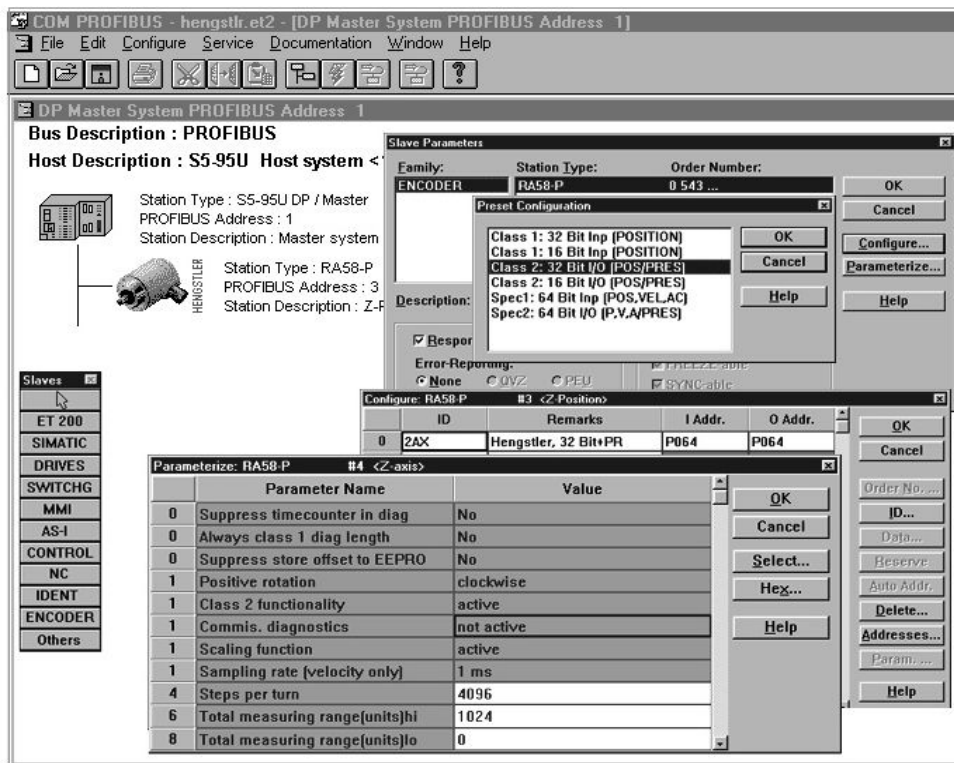 COM PROFIBUS - hengstlr.et2 - [DP Master System PROFIBUS Address 1]
File Edit Configure Service Documentation Window Help
DP Master System PROFIBUS Address 1
Bus Description : PROFIBUS
Host Description : S5-95U Host system <
Station Type : S5-95U DP / Master
PROFIBUS Address : 1
Station Description : Master system
HENGSTLER
Station Type : RA58-P
PROFIBUS Address : 3
Station Description : Z-P
Slave Parameters
Family: Station Type: Order Number:
ENCODER RA58-P 0 543 ...
OK
Cancel
Configure...
Parameterize...
Help
Description:
Respor
Error-Reporting:
None QVZ PEU
FREEZE-able
SYNC-able
Preset Configuration
Class 1: 32 Bit Inp (POSITION)
Class 1: 16 Bit Inp (POSITION)
Class 2: 32 Bit I/O (POS/PRES)
Class 2: 16 Bit I/O (POS/PRES)
Spec1: 64 Bit Inp (POS,VEL,AC)
Spec2: 64 Bit I/O (P,V,A/PRES)
OK
Cancel
Help
Slaves
ET 200
SIMATIC
DRIVES
SWITCHG
MMI
AS-I
CONTROL
NC
IDENT
ENCODER
Others
Configure: RA58-P #3 <Z-Position>
ID Remarks I Addr. O Addr.
0 2AX Hengstler, 32 Bit+PR P064 P064
OK
Cancel
Order No. ...
ID...
Data...
Reserve
Auto Addr.
Delete...
Addresses...
Param. ...
Help
Parameterize: RA58-P #4 <Z-axis>
Parameter Name Value
0 Suppress timecounter in diag No
0 Always class 1 diag length No
0 Suppress store offset to EEPRO No
1 Positive rotation clockwise
1 Class 2 functionality active
1 Commis. diagnostics not active
1 Scaling function active
1 Sampling rate (velocity only) 1 ms
4 Steps per turn 4096
6 Total measuring range(units)hi 1024
8 Total measuring range(units)lo 0
OK
Cancel
Select...
Hex...
Help